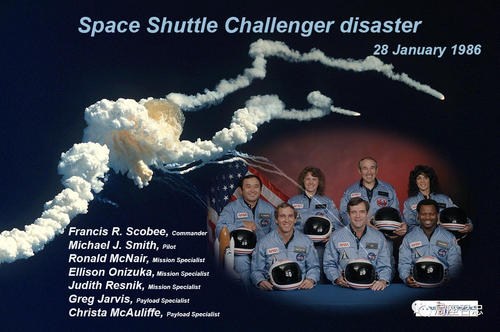 Space Shuttle Challenger disaster
28 January 1986
Francis R. Scobee, Commander
Michael J. Smith, Pilot
Ronald McNair, Mission Specialist
Ellison Onizuka, Mission Specialist
Judith Resnik, Mission Specialist
Greg Jarvis, Payload Specialist
Christa McAuliffe, Payload Specialist